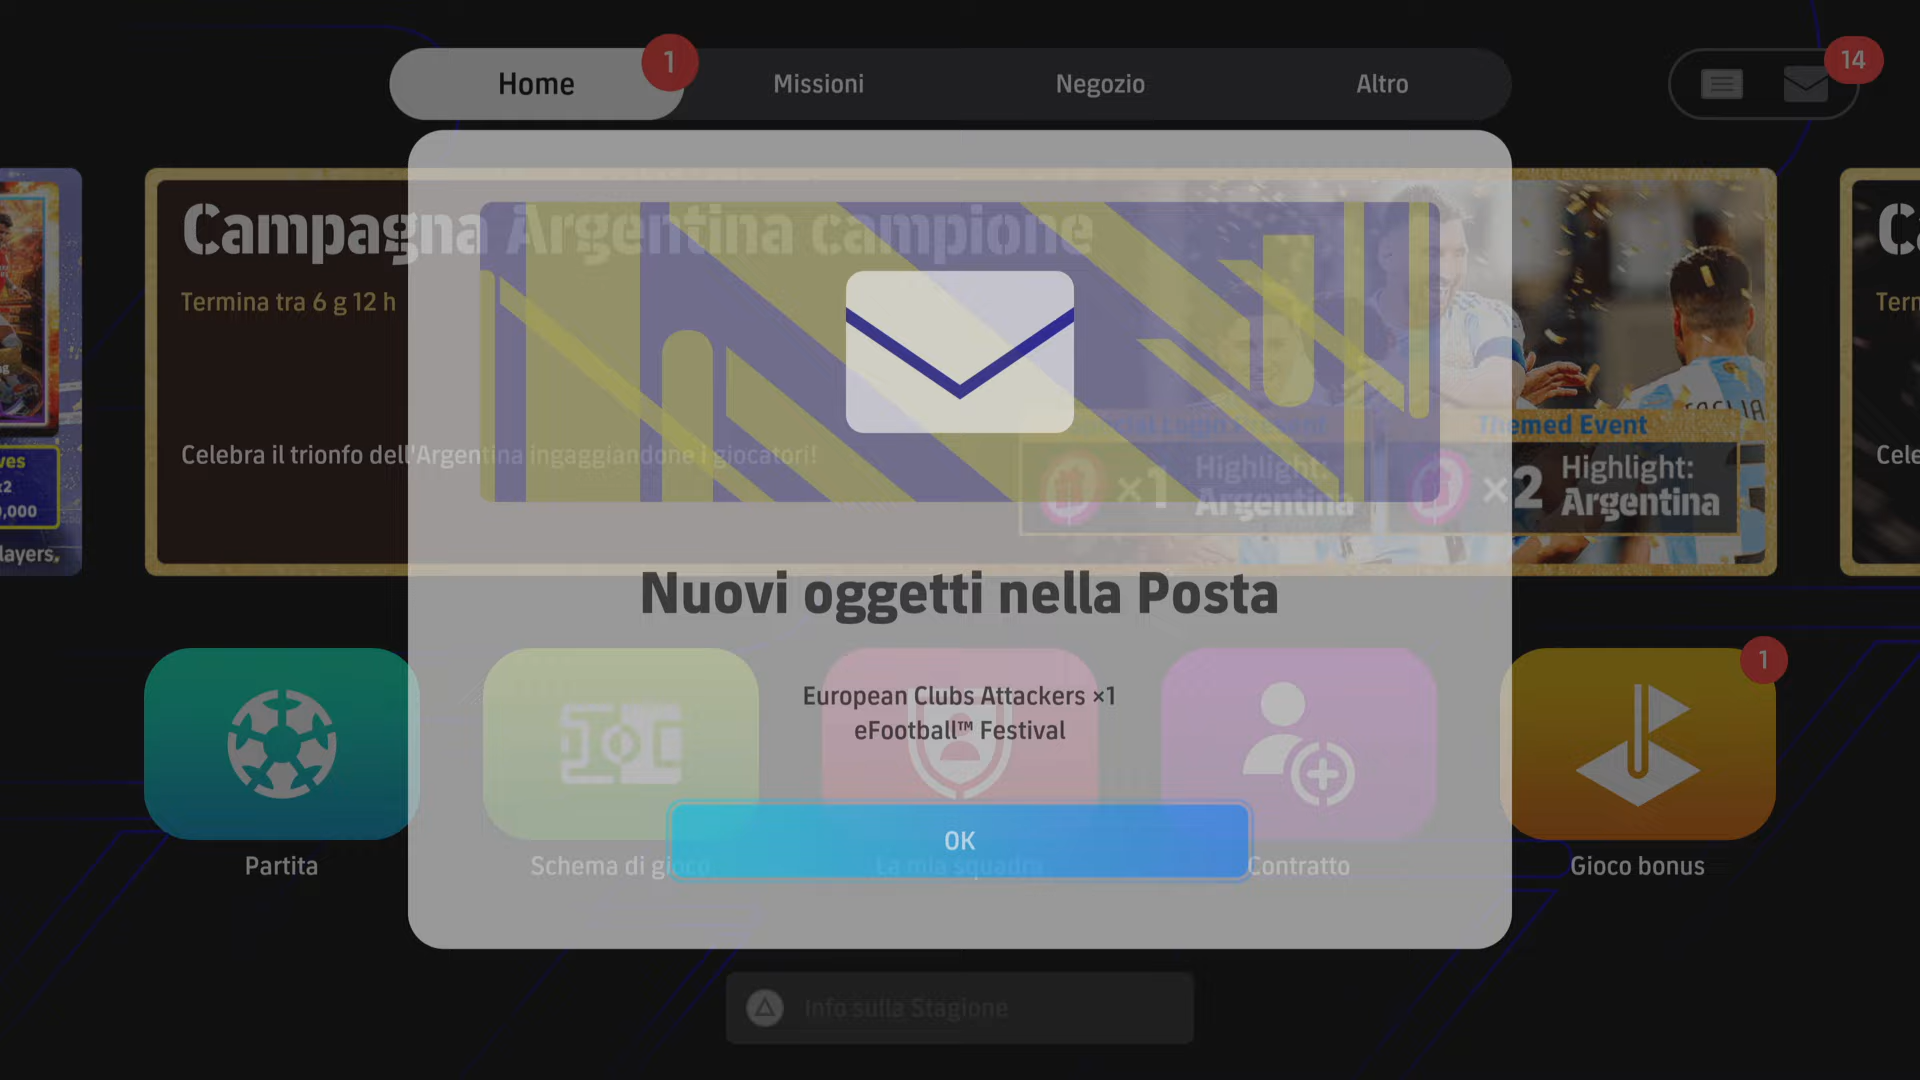 Home
1
Missioni
Negozio
Altro
14
Campagna Argentina campione
Termina tra 6 g 12 h
Celebra il trionfo dell'Argentina ingaggiandone i giocatori!
Themed Event
×1
Highlight:
Argentina
×2
Highlight:
Argentina
x2
layers.
Nuovi oggetti nella Posta
European Clubs Attackers ×1
eFootball™ Festival
OK
Partita
Schema di gioco
La mia squadra
Contratto
1
Gioco bonus
Info sulla Stagione